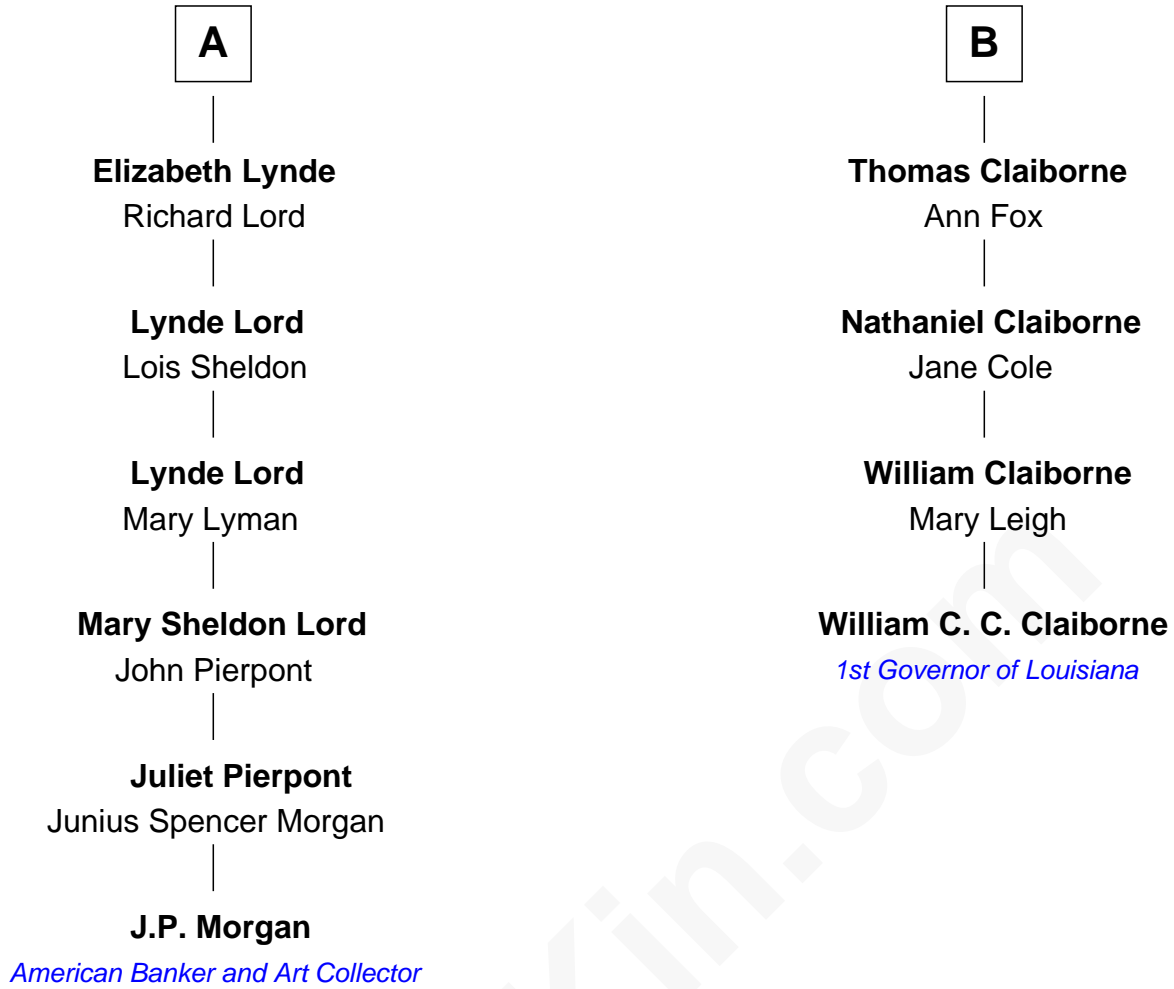 A
Elizabeth Lynde
Richard Lord
Lynde Lord
Lois Sheldon
Lynde Lord
Mary Lyman
Mary Sheldon Lord
John Pierpont
Juliet Pierpont
Junius Spencer Morgan
J.P. Morgan
American Banker and Art Collector
B
Thomas Claiborne
Ann Fox
Nathaniel Claiborne
Jane Cole
William Claiborne
Mary Leigh
William C. C. Claiborne
1st Governor of Louisiana
Kin.com